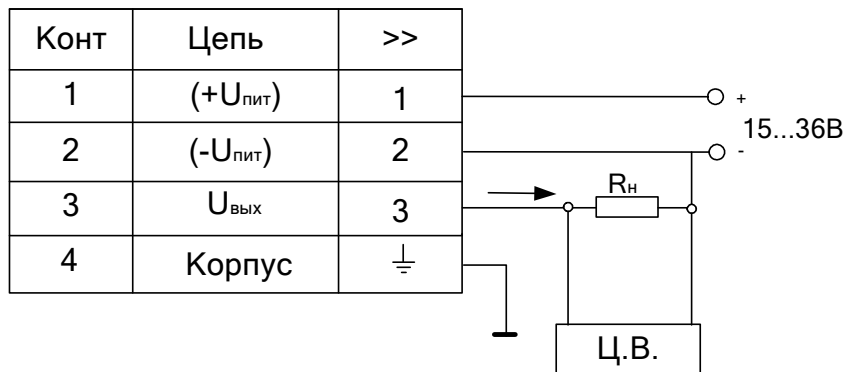 Конт Цепь >>
1 (+Uпит) 1
+
15...36В
2 (-Uпит) 2
-
3 Uвых 3
Rн
4 Корпус
Ц.В.